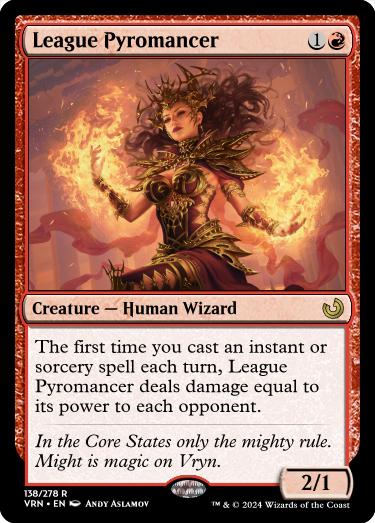 League Pyromancer 1
Creature — Human Wizard
The first time you cast an instant or
sorcery spell each turn, League
Pyromancer deals damage equal to
its power to each opponent.
In the Core States only the mighty rule.
Might is magic on Vryn.
2/1
138/278 R
VRN • EN Andy Aslamov
™ & © 2024 Wizards of the Coast